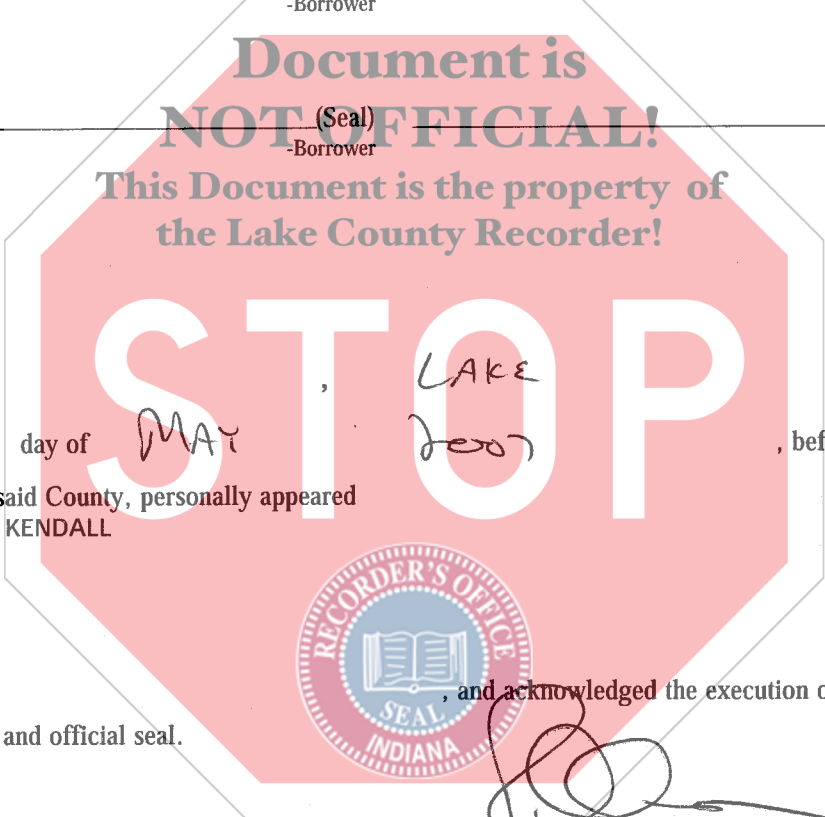 -Borrower
Document is
NOT OFFICIAL!
(Seal)
-Borrower
This Document is the property of
the Lake County Recorder!
STOP
, LAKE
day of MAY 2007 , bef
said County, personally appeared
KENDALL
RECORDER'S OFFICE
SEAL
INDIANA
, and acknowledged the execution o
and official seal.